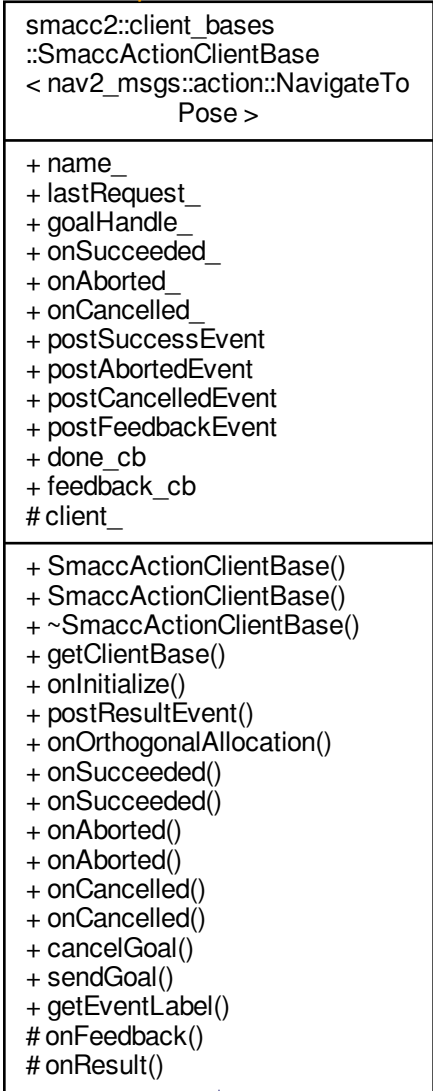 smacc2::client_bases
::SmaccActionClientBase
< nav2_msgs::action::NavigateTo
Pose >
+ name_
+ lastRequest_
+ goalHandle_
+ onSucceeded_
+ onAborted_
+ onCancelled_
+ postSuccessEvent
+ postAbortedEvent
+ postCancelledEvent
+ postFeedbackEvent
+ done_cb
+ feedback_cb
# client_
+ SmaccActionClientBase()
+ SmaccActionClientBase()
+ ~SmaccActionClientBase()
+ getClientBase()
+ onInitialize()
+ postResultEvent()
+ onOrthogonalAllocation()
+ onSucceeded()
+ onSucceeded()
+ onAborted()
+ onAborted()
+ onCancelled()
+ onCancelled()
+ cancelGoal()
+ sendGoal()
+ getEventLabel()
# onFeedback()
# onResult()